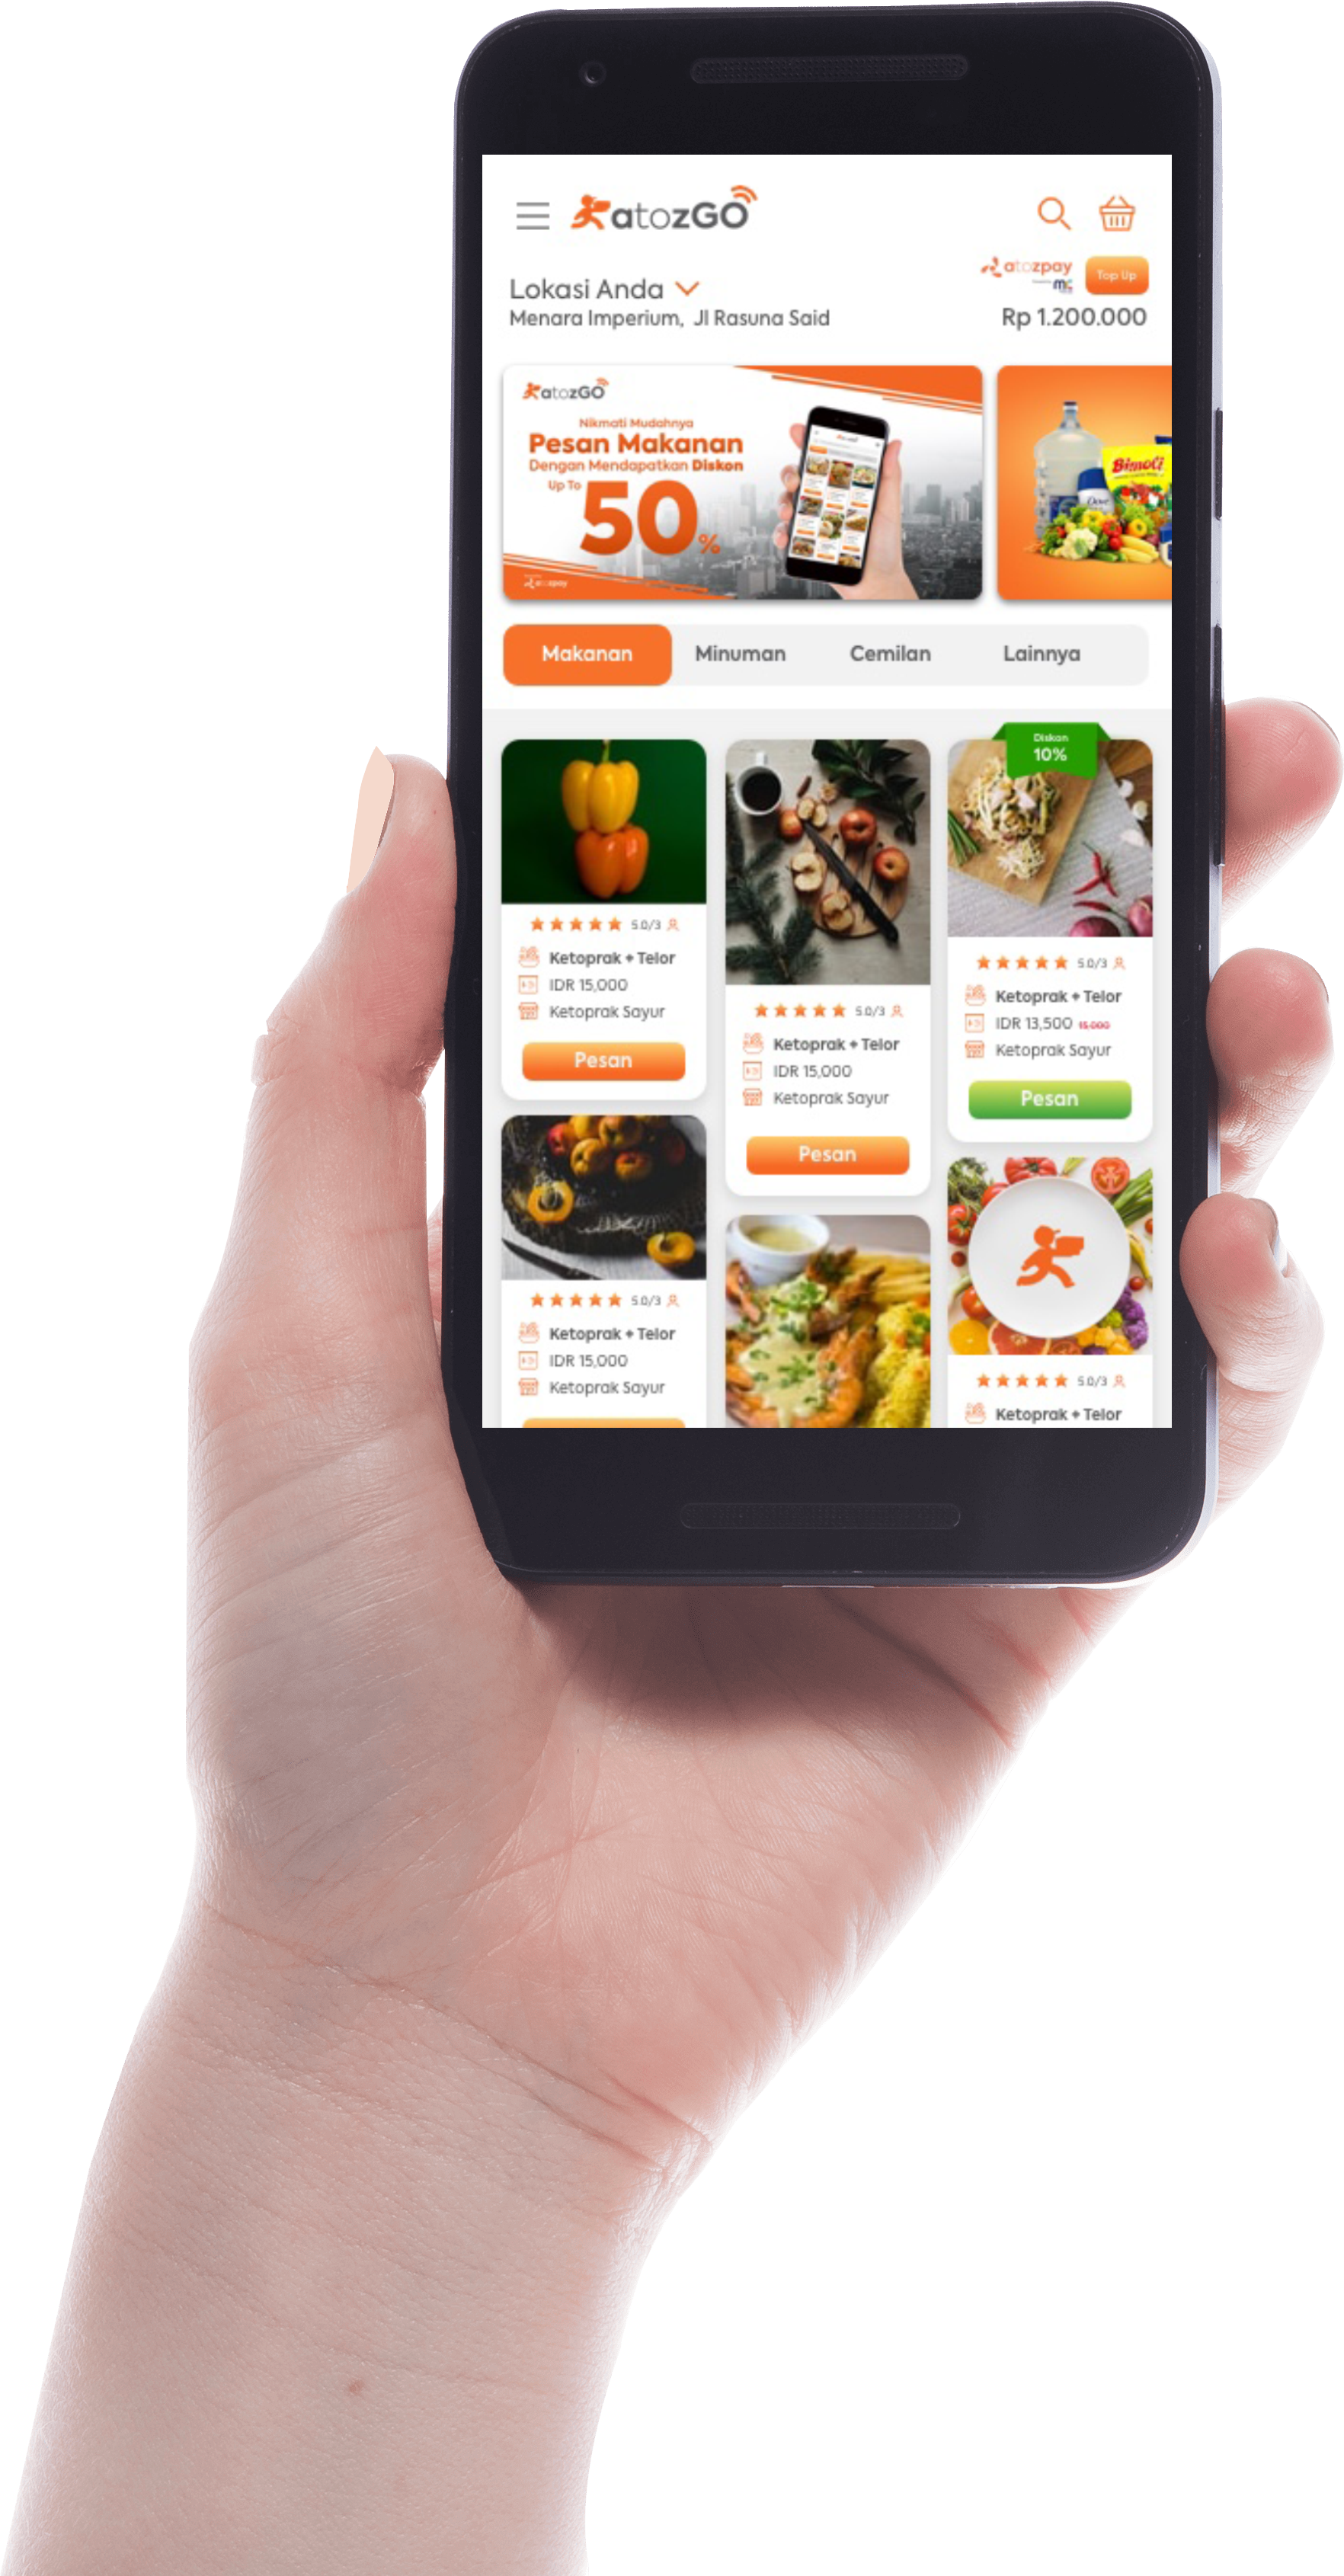 atozGO
atozpay
Top Up
Lokasi Anda
Menara Imperium, Jl Rasuna Said
Rp 1.200.000
atozGO
Nikmati Mudahnya
Pesan Makanan
Dengan Mendapatkan Diskon
Up To
50%
atozpay
Bimoli
Dove
Makanan
Minuman
Cemilan
Lainnya
5.0/3
Ketoprak + Telor
IDR 15,000
Ketoprak Sayur
Pesan
5.0/3
Ketoprak + Telor
IDR 15,000
Ketoprak Sayur
5.0/3
Ketoprak + Telor
IDR 15,000
Ketoprak Sayur
Pesan
Diskon
10%
5.0/3
Ketoprak + Telor
IDR 13,500 15,000
Ketoprak Sayur
Pesan
5.0/3
Ketoprak + Telor